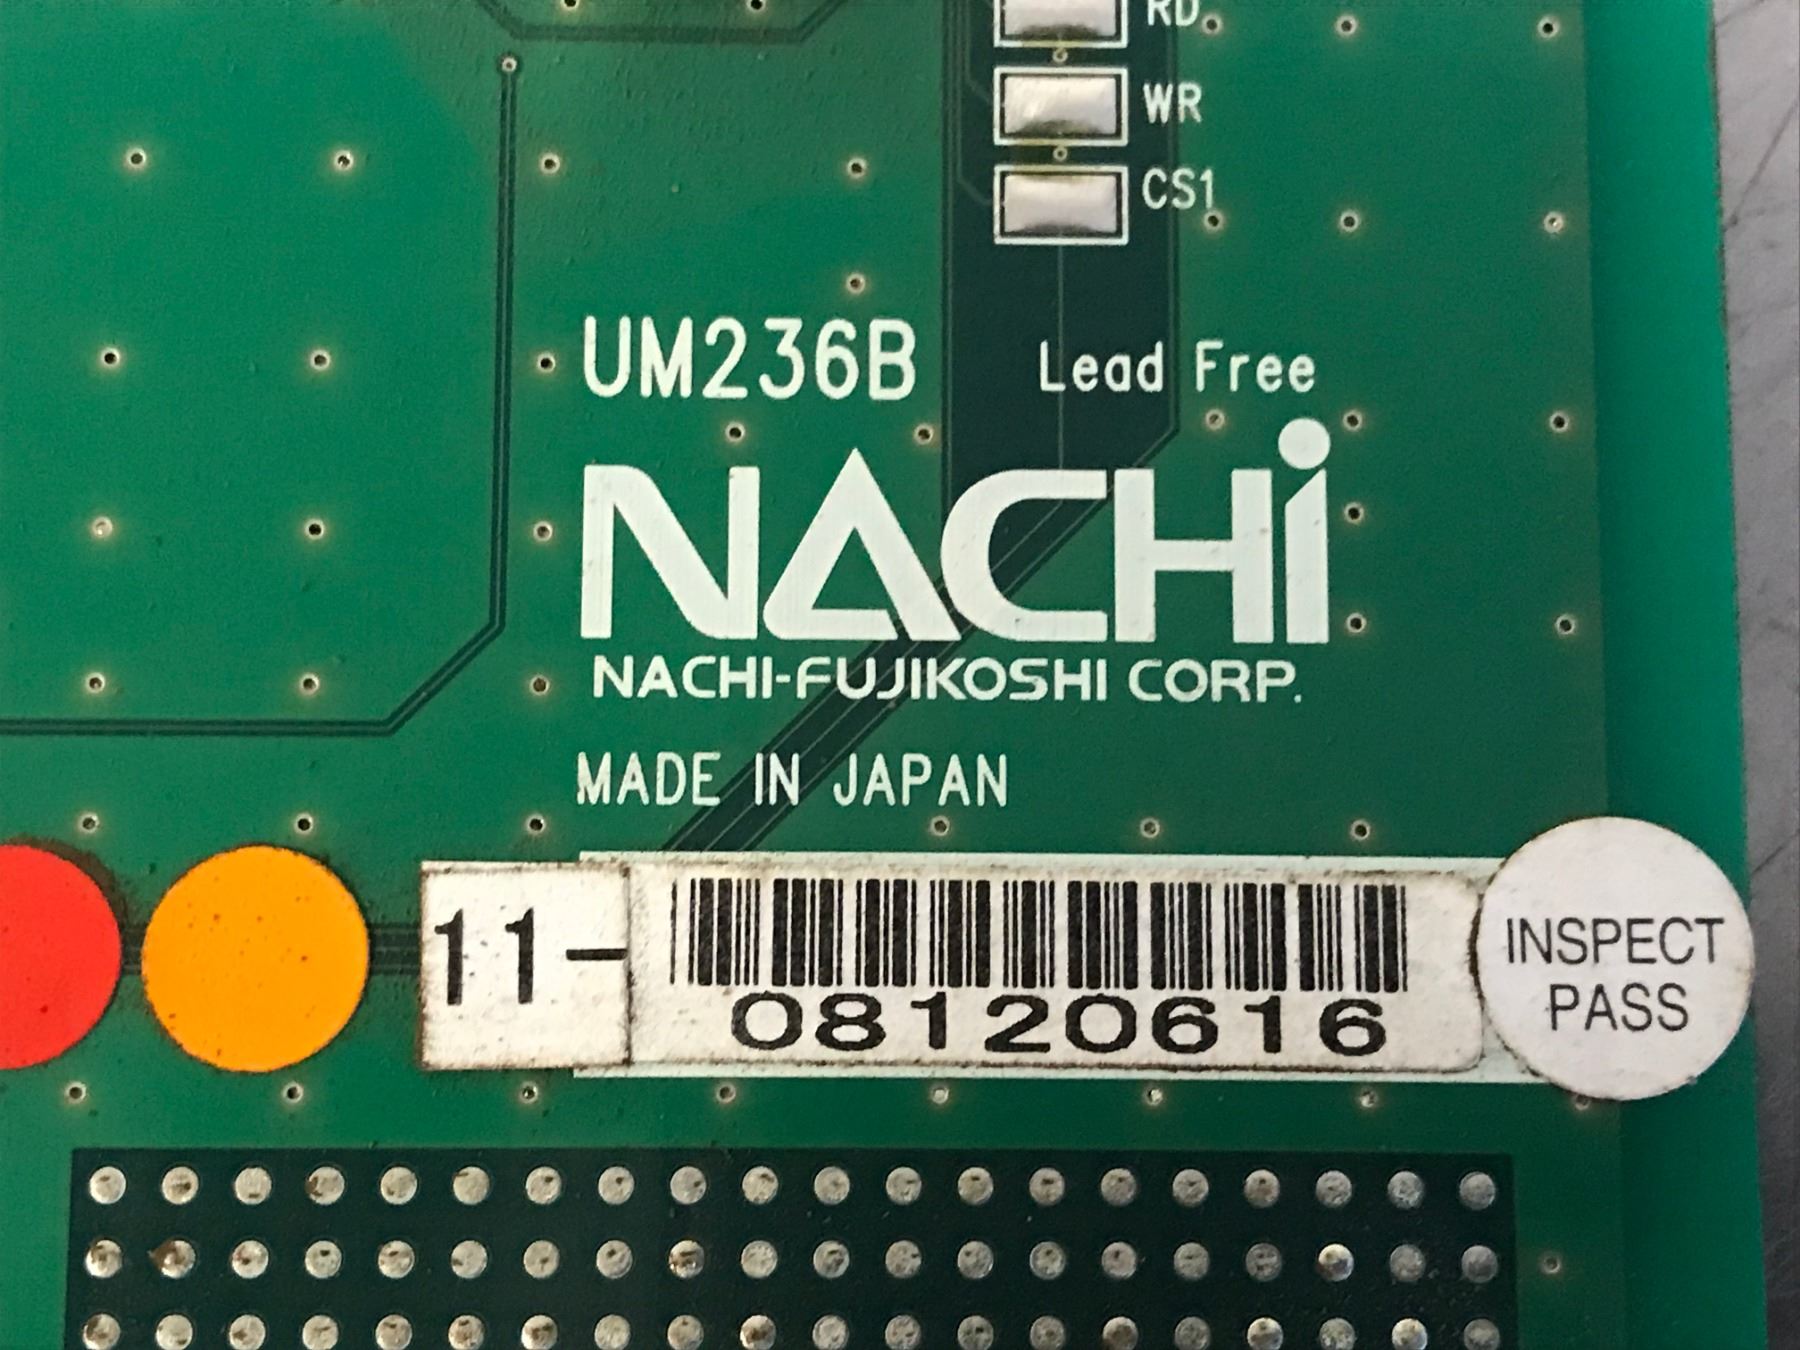 RD
WR
CS1
UM236B Lead Free
NACHi
NACHI-FUJIKOSHI CORP.
MADE IN JAPAN
11-
08120616
INSPECT
PASS